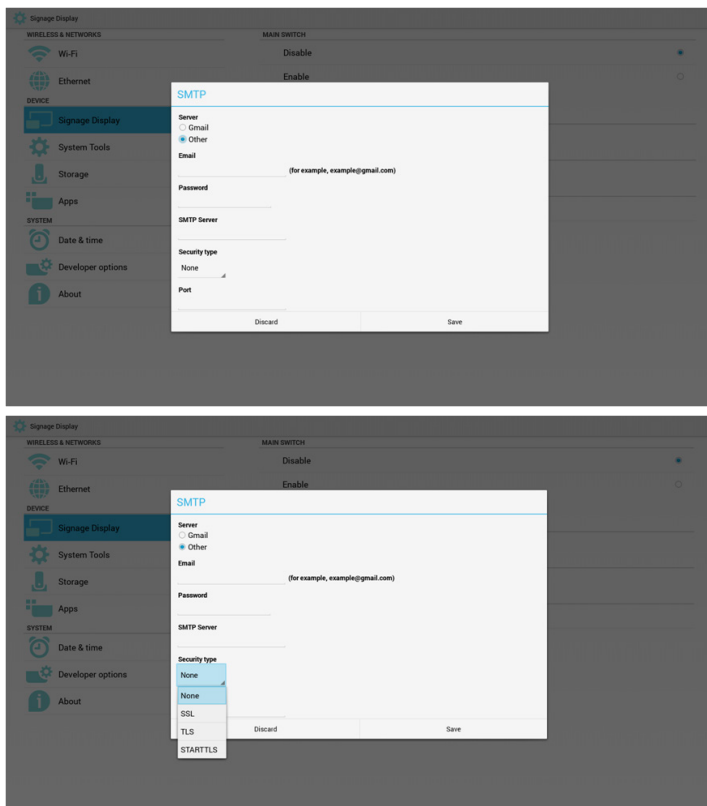 Signage Display
WIRELESS & NETWORKS
MAIN SWITCH
Wi-Fi
Disable
Ethernet
Enable
DEVICE
SMTP
Signage Display
Server
Gmail
Other
System Tools
Email
(for example, example@gmail.com)
Storage
Password
Apps
SMTP Server
SYSTEM
Date & time
Security type
Developer options
None
Port
About
Discard
Save
Signage Display
WIRELESS & NETWORKS
MAIN SWITCH
Wi-Fi
Disable
Ethernet
Enable
DEVICE
SMTP
Signage Display
Server
Gmail
Other
System Tools
Email
(for example, example@gmail.com)
Storage
Password
Apps
SMTP Server
SYSTEM
Date & time
Security type
Developer options
None
None
About
SSL
TLS
Discard
Save
STARTTLS